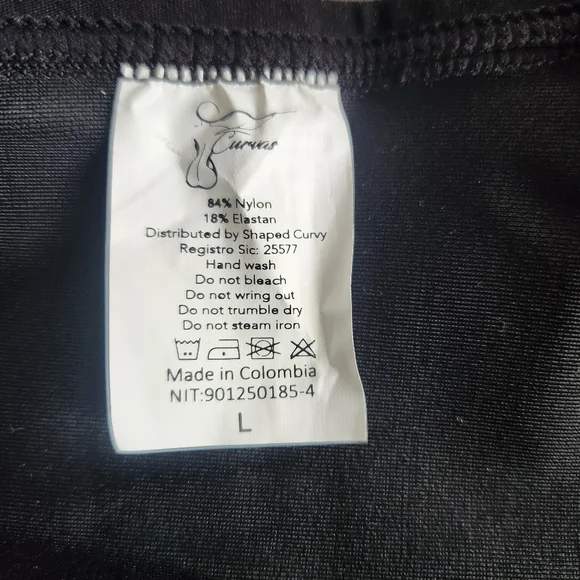 Curvas
84% Nylon
18% Elastan
Distributed by Shaped Curvy
Registro Sic: 25577
Hand wash
Do not bleach
Do not wring out
Do not trumble dry
Do not steam iron
Made in Colombia
NIT:901250185-4
L